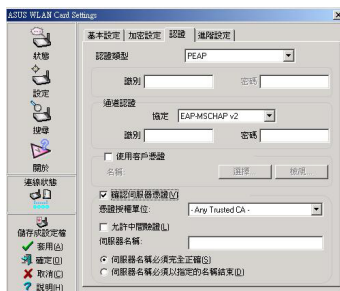 ASUS WLAN Card Settings
狀態
設定
搜尋
關於
連線狀態
儲存成設定檔
套用(A)
確定(O)
取消(C)
說明(H)
基本設定 加密設定 認證 進階設定
認證類型 PEAP
識別 密碼
通道認證
協定 EAP-MSCHAP v2
識別 密碼
使用客戶憑證
名稱: 選擇... 檢視...
確認伺服器憑證(V)
憑證授權單位: - Any Trusted CA -
允許中間驗證(L)
伺服器名稱:
伺服器名稱必須完全正確(S)
伺服器名稱必須以指定的名稱結束(D)